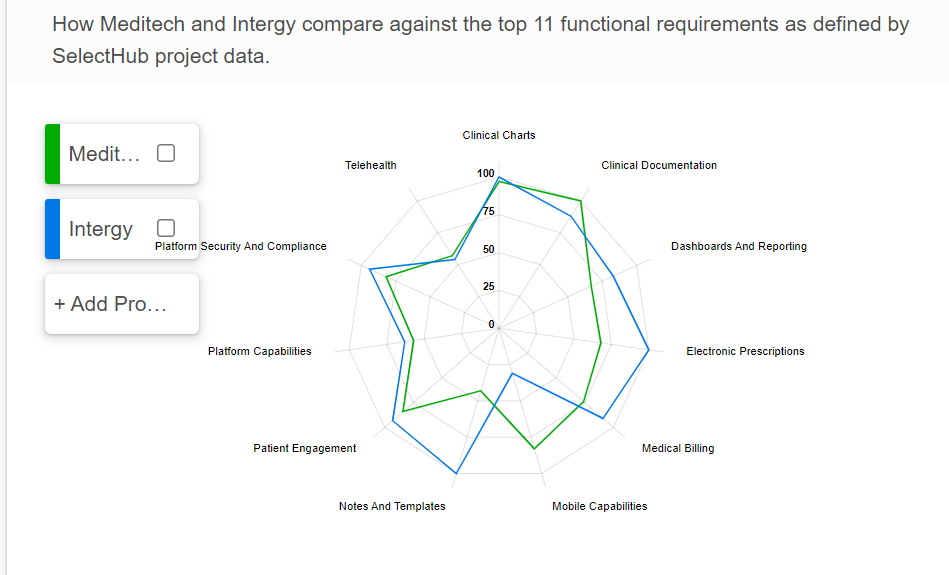 How Meditech and Intergy compare against the top 11 functional requirements as defined by
SelectHub project data.
Medit...
Intergy
+ Add Pro...
Clinical Charts
Telehealth
Clinical Documentation
100
75
Platform Security And Compliance
Dashboards And Reporting
50
25
0
Platform Capabilities
Electronic Prescriptions
Patient Engagement
Medical Billing
Notes And Templates
Mobile Capabilities